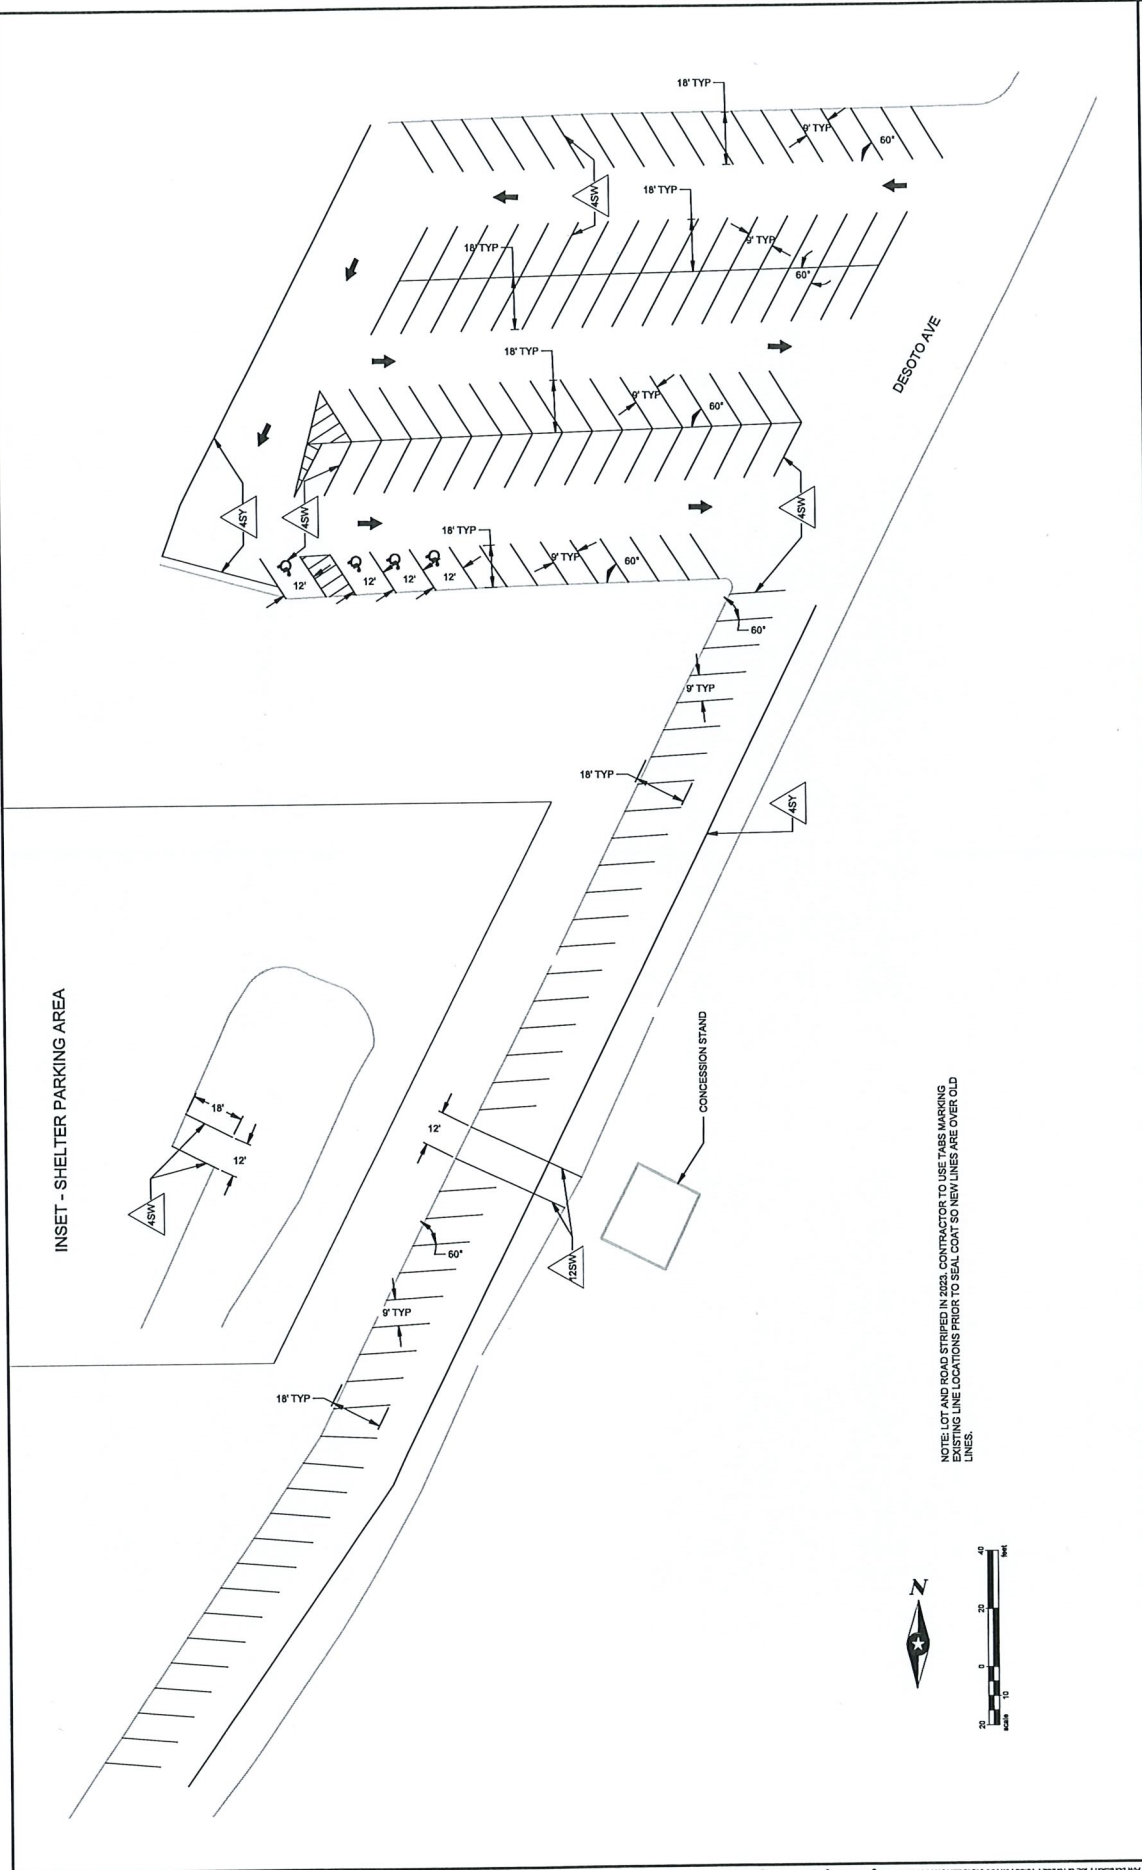 18' TYP
9' TYP
60°
4SW
18' TYP
18' TYP
9' TYP
60°
DESOTO AVE
18' TYP
9' TYP
60°
4SY
4SW
4SW
18' TYP
9' TYP
60°
12'
12'
12'
12'
60°
9' TYP
18' TYP
4SY
INSET - SHELTER PARKING AREA
18'
12'
4SW
CONCESSION STAND
12'
12SW
60°
9' TYP
18' TYP
NOTE: LOT AND ROAD STRIPED IN 2023. CONTRACTOR TO USE TABS MARKING
EXISTING LINE LOCATIONS PRIOR TO SEAL COAT SO NEW LINES ARE OVER OLD
LINES.
N
20 0 20 40
scale 10 feet